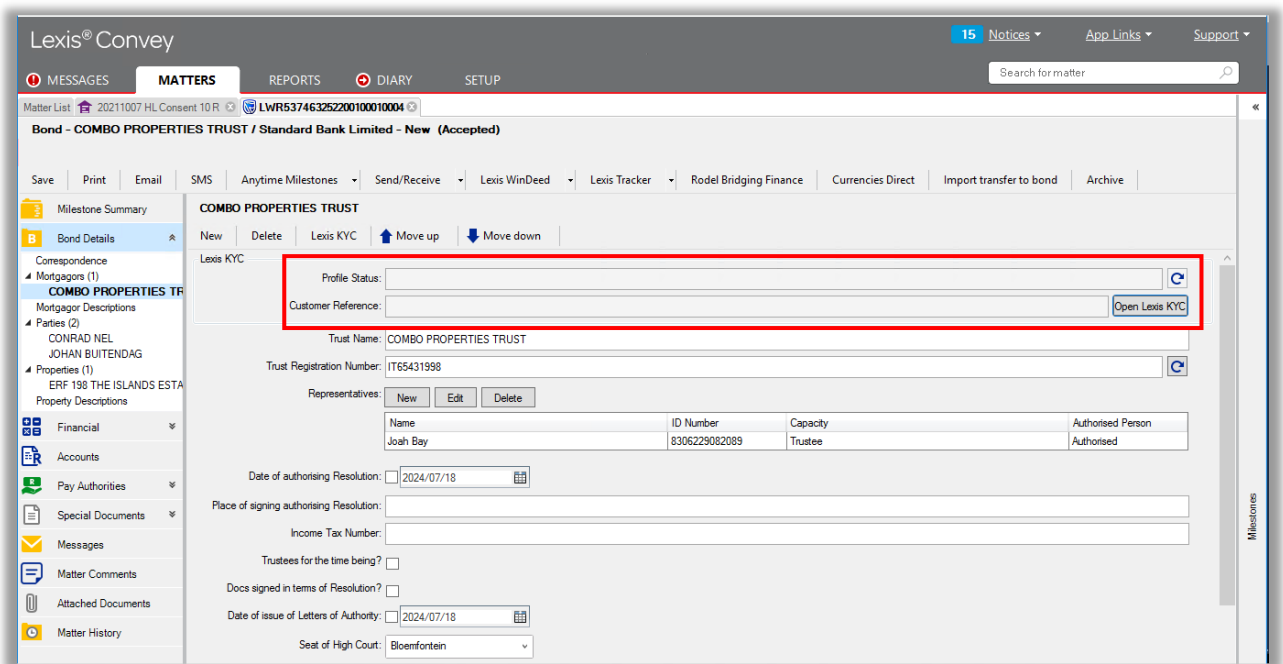 Lexis® Convey
15 Notices App Links Support
MESSAGES MATTERS REPORTS DIARY SETUP
Search for matter
Matter List 20211007 HL Consent 10 R LWR537463252200100010004
«
Bond - COMBO PROPERTIES TRUST / Standard Bank Limited - New (Accepted)
Save Print Email SMS Anytime Milestones Send/Receive Lexis WinDeed Lexis Tracker Rodel Bridging Finance Currencies Direct Import transfer to bond Archive
Milestone Summary
B Bond Details
Correspondence
Mortgagors (1)
COMBO PROPERTIES TR
Mortgagor Descriptions
Parties (2)
CONRAD NEL
JOHAN BUITENDAG
Properties (1)
ERF 198 THE ISLANDS ESTA
Property Descriptions
Financial
Accounts
Pay Authorities
Special Documents
Messages
Matter Comments
Attached Documents
Matter History
COMBO PROPERTIES TRUST
New Delete Lexis KYC Move up Move down
Lexis KYC
Profile Status:
Customer Reference: Open Lexis KYC
Trust Name: COMBO PROPERTIES TRUST
Trust Registration Number: IT65431998
Representatives: New Edit Delete
Name ID Number Capacity Authorised Person
Joah Bay 8306229082089 Trustee Authorised
Date of authorising Resolution: 2024/07/18
Place of signing authorising Resolution:
Income Tax Number:
Trustees for the time being?
Docs signed in terms of Resolution?
Date of issue of Letters of Authority: 2024/07/18
Seat of High Court: Bloemfontein
Milestones